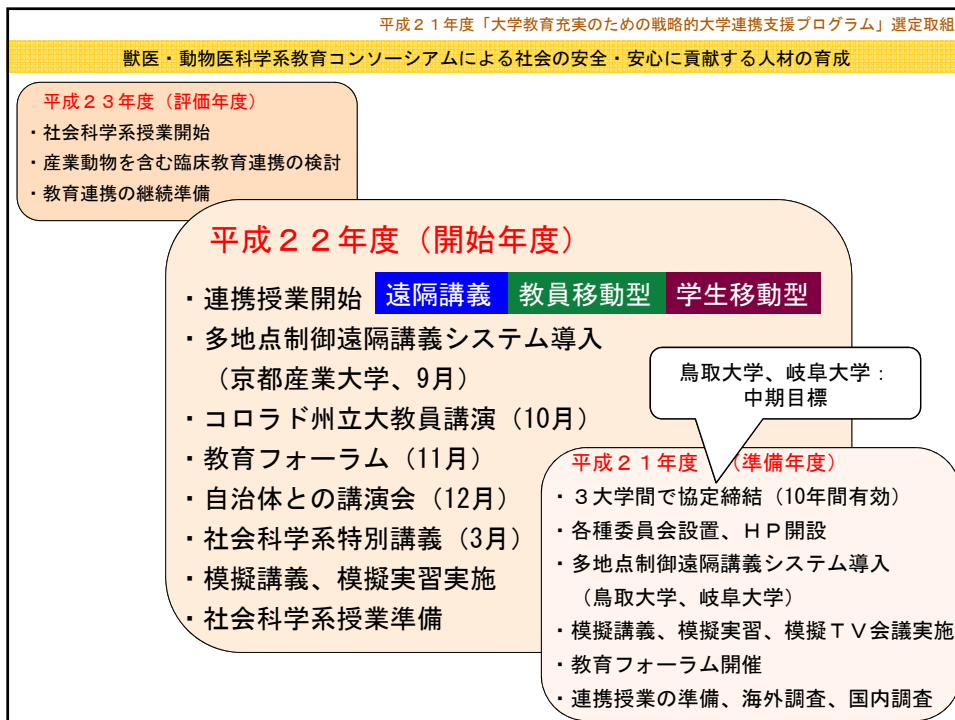 平成２１年度「大学教育充実のための戦略的大学連携支援プログラム」選定取組
獣医・動物医科学系教育コンソーシアムによる社会の安全・安心に貢献する人材の育成
平成２３年度（評価年度）
・社会科学系授業開始
・産業動物を含む臨床教育連携の検討
・教育連携の継続準備
平成２２年度（開始年度）
・連携授業開始 遠隔講義 教員移動型 学生移動型
・多地点制御遠隔講義システム導入
（京都産業大学、9月）
・コロラド州立大教員講演（10月）
・教育フォーラム（11月）
・自治体との講演会（12月）
・社会科学系特別講義（3月）
・模擬講義、模擬実習実施
・社会科学系授業準備
鳥取大学、岐阜大学：
中期目標
平成２１年度（準備年度）
・３大学間で協定締結（10年間有効）
・各種委員会設置、ＨＰ開設
・多地点制御遠隔講義システム導入
（鳥取大学、岐阜大学）
・模擬講義、模擬実習、模擬ＴＶ会議実施
・教育フォーラム開催
・連携授業の準備、海外調査、国内調査